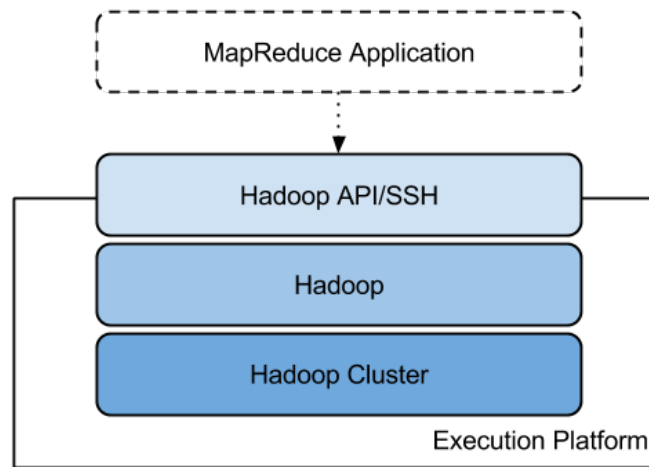 MapReduce Application
Hadoop API/SSH
Hadoop
Hadoop Cluster
Execution Platform